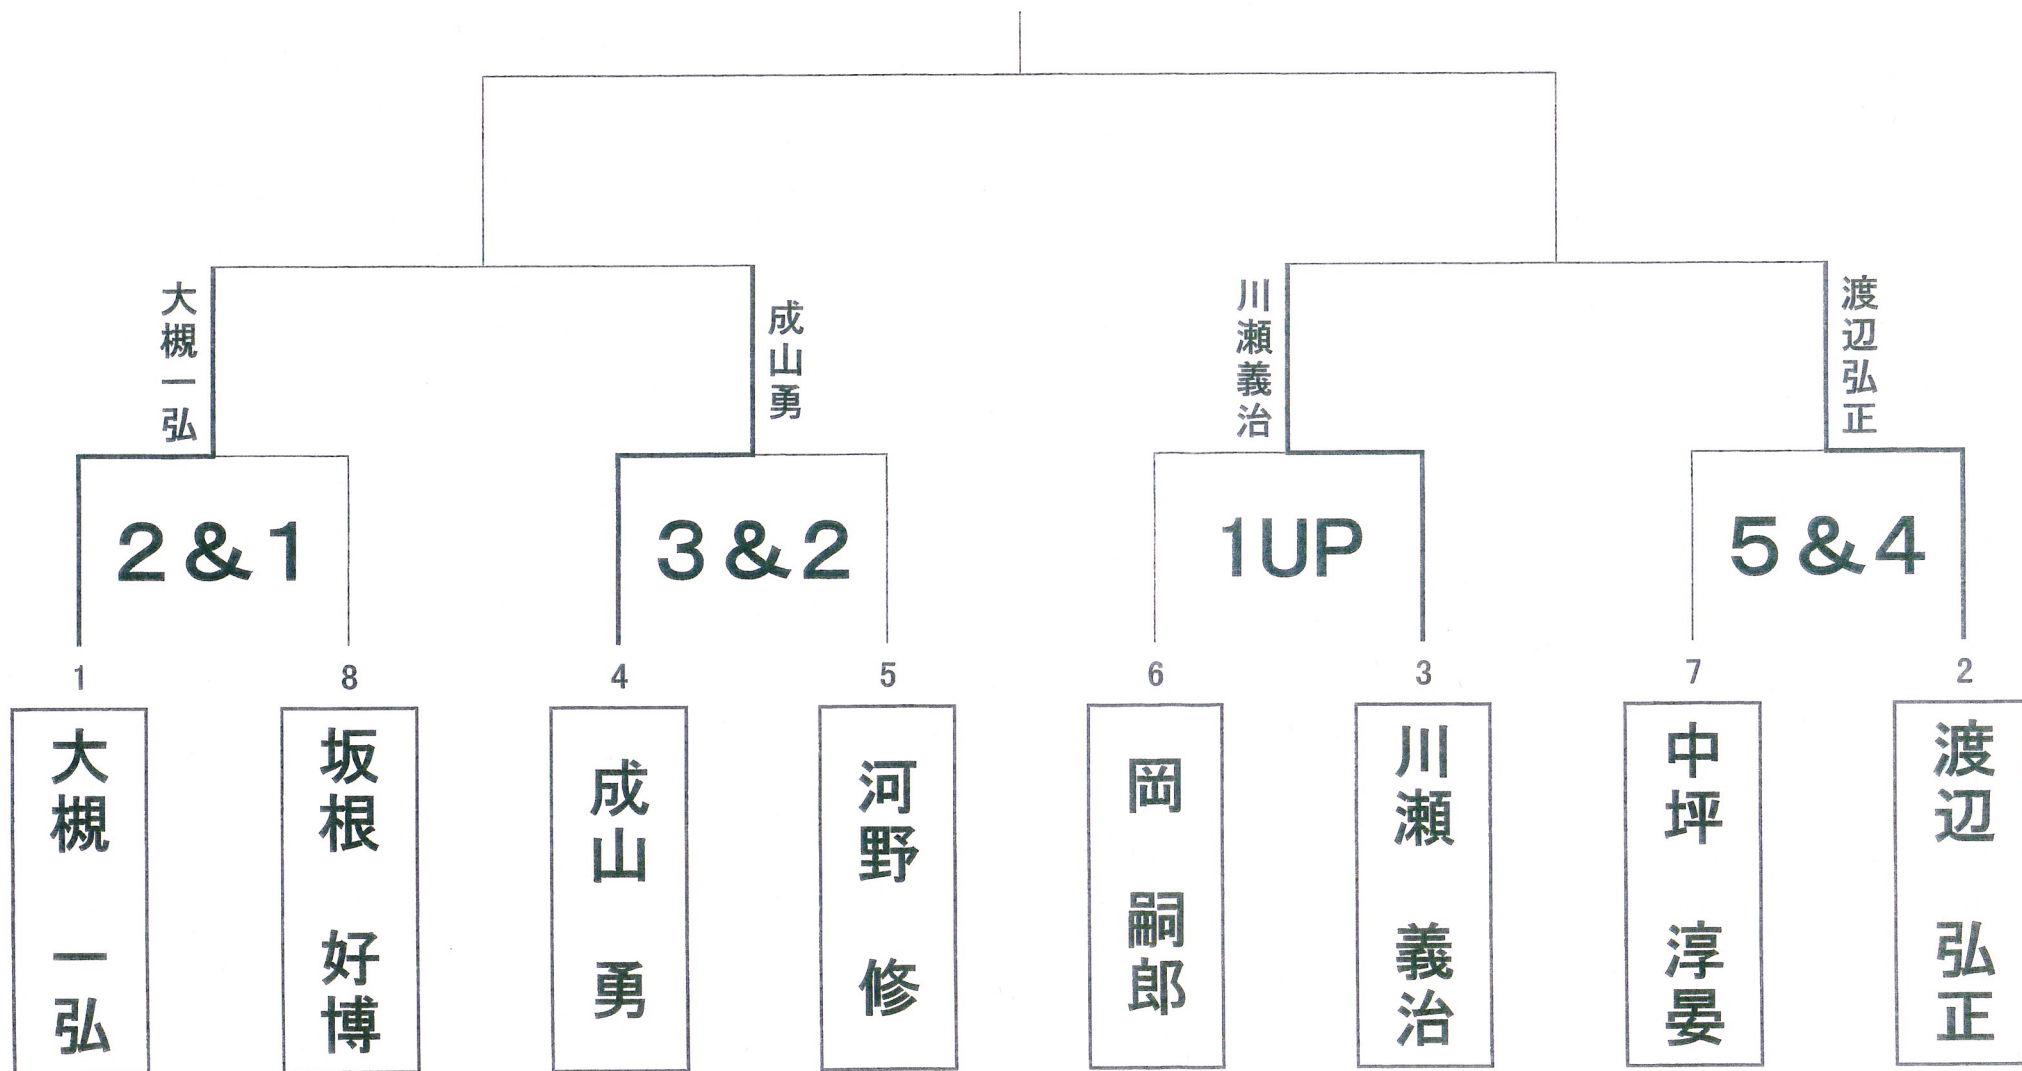 大槻一弘
成山勇
川瀬義治
渡辺弘正
2&1
3&2
1UP
5&4
1
8
4
5
6
3
7
2
大槻 一弘
坂根 好博
成山 勇
河野 修
岡 嗣郎
川瀬 義治
中坪 淳晏
渡辺 弘正